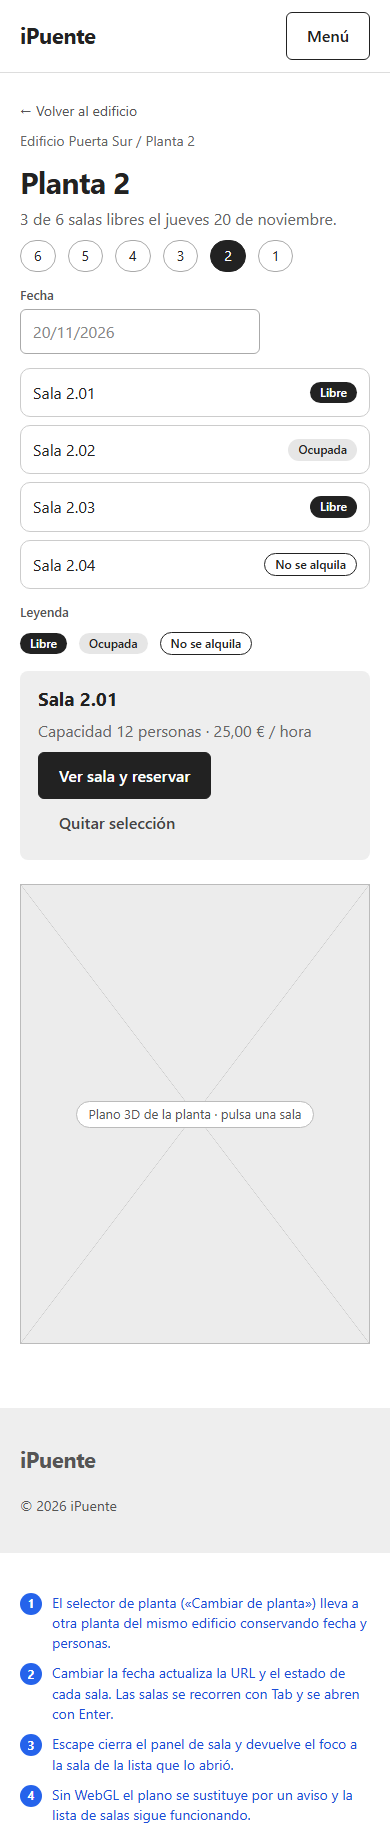 iPuente
Menú
← Volver al edificio
Edificio Puerta Sur / Planta 2
Planta 2
3 de 6 salas libres el jueves 20 de noviembre.
6 5 4 3 2 1
Fecha
20/11/2026
Sala 2.01 Libre
Sala 2.02 Ocupada
Sala 2.03 Libre
Sala 2.04 No se alquila
Leyenda
Libre Ocupada No se alquila
Sala 2.01
Capacidad 12 personas · 25,00 € / hora
Ver sala y reservar
Quitar selección
Plano 3D de la planta · pulsa una sala
iPuente
© 2026 iPuente
1 El selector de planta («Cambiar de planta») lleva a
otra planta del mismo edificio conservando fecha y
personas.
2 Cambiar la fecha actualiza la URL y el estado de
cada sala. Las salas se recorren con Tab y se abren
con Enter.
3 Escape cierra el panel de sala y devuelve el foco a
la sala de la lista que lo abrió.
4 Sin WebGL el plano se sustituye por un aviso y la
lista de salas sigue funcionando.